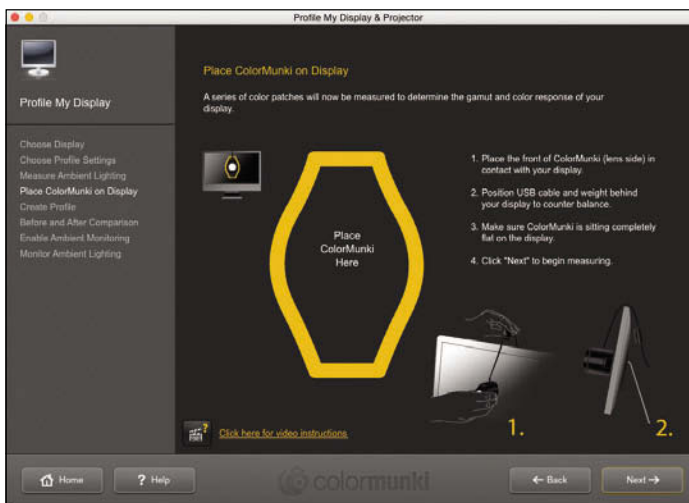 Profile My Display & Projector
Profile My Display
Choose Display
Choose Profile Settings
Measure Ambient Lighting
Place ColorMunki on Display
Create Profile
Before and After Comparison
Enable Ambient Monitoring
Monitor Ambient Lighting
Place ColorMunki on Display
A series of color patches will now be measured to determine the gamut and color response of your
display.
Place
ColorMunki
Here
1. Place the front of ColorMunki (lens side) in
contact with your display.
2. Position USB cable and weight behind
your display to counter balance.
3. Make sure ColorMunki is sitting completely
flat on the display.
4. Click "Next" to begin measuring.
1.
2.
?
Click here for video instructions
Home
? Help
colormunki
← Back
Next →